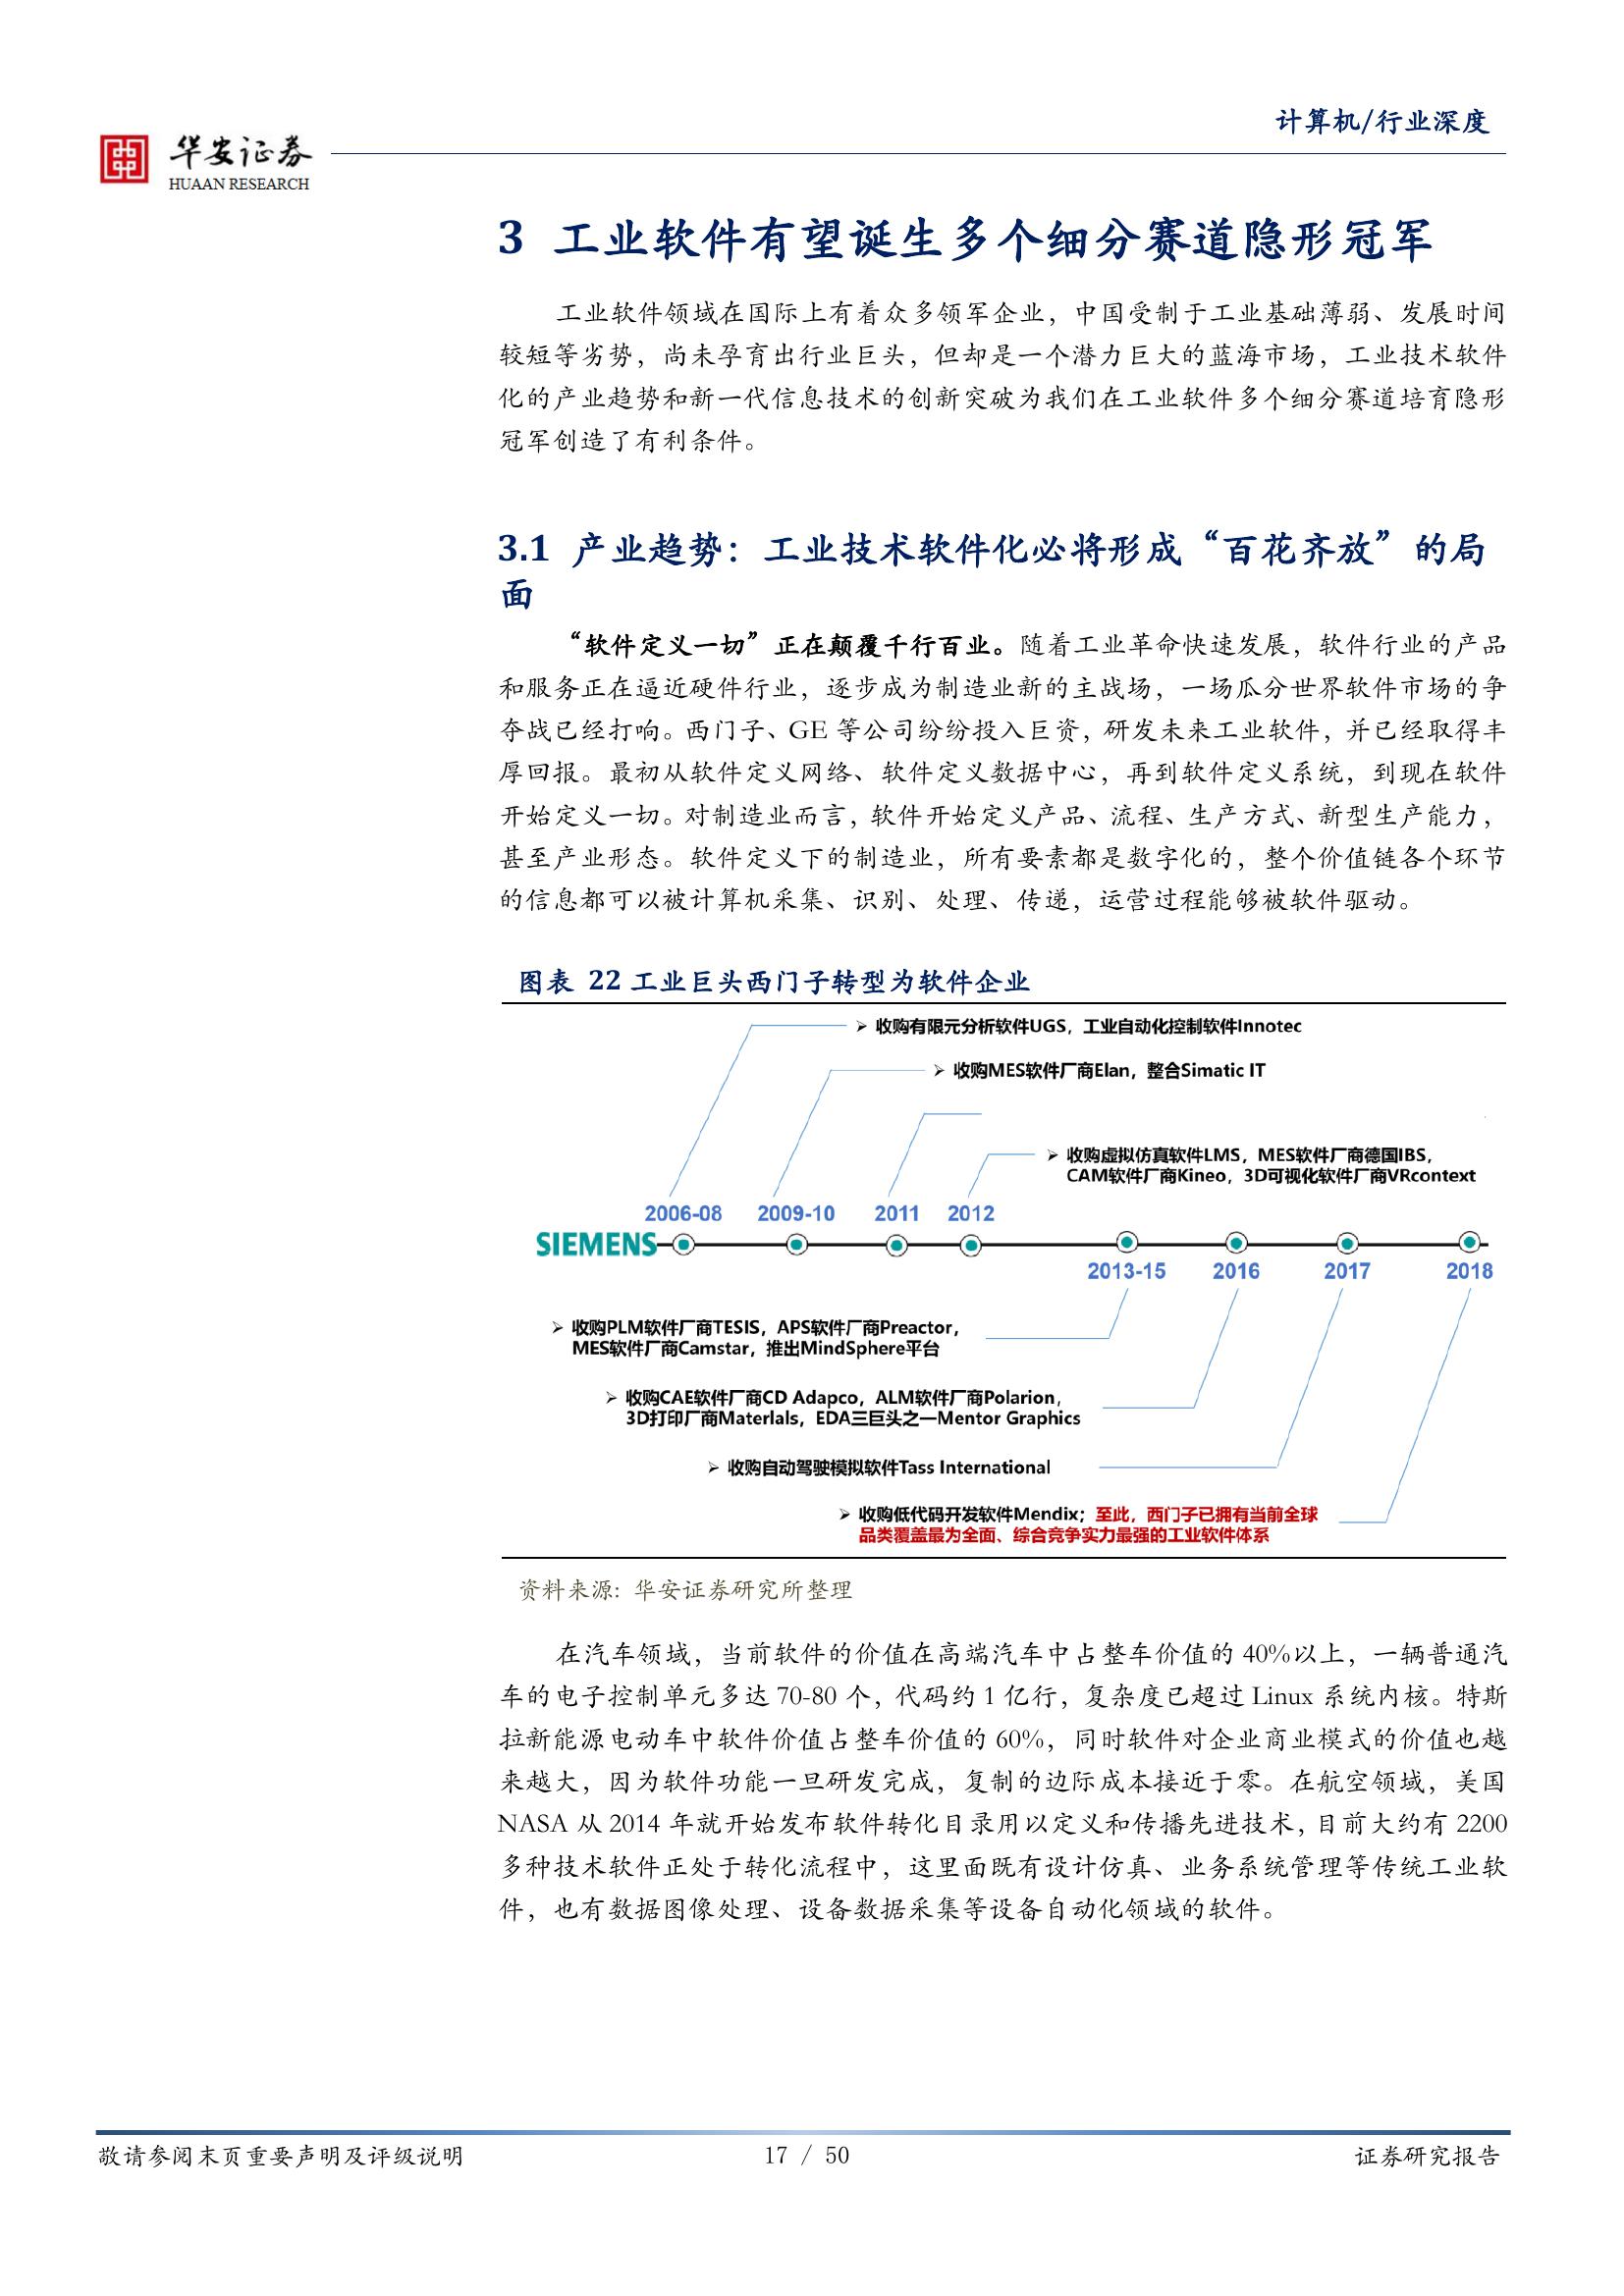 计算机/行业深度
华安证券
HUAAN RESEARCH
3 工业软件有望诞生多个细分赛道隐形冠军
工业软件领域在国际上有着众多领军企业，中国受制于工业基础薄弱、发展时间
较短等劣势，尚未孕育出行业巨头，但却是一个潜力巨大的蓝海市场，工业技术软件
化的产业趋势和新一代信息技术的创新突破为我们在工业软件多个细分赛道培育隐形
冠军创造了有利条件。
3.1 产业趋势：工业技术软件化必将形成“百花齐放”的局
面
“软件定义一切”正在颠覆千行百业。随着工业革命快速发展，软件行业的产品
和服务正在逼近硬件行业，逐步成为制造业新的主战场，一场瓜分世界软件市场的争
夺战已经打响。西门子、GE 等公司纷纷投入巨资，研发未来工业软件，并已经取得丰
厚回报。最初从软件定义网络、软件定义数据中心，再到软件定义系统，到现在软件
开始定义一切。对制造业而言，软件开始定义产品、流程、生产方式、新型生产能力，
甚至产业形态。软件定义下的制造业，所有要素都是数字化的，整个价值链各个环节
的信息都可以被计算机采集、识别、处理、传递，运营过程能够被软件驱动。
图表 22 工业巨头西门子转型为软件企业
➢ 收购有限元分析软件UGS，工业自动化控制软件Innotec
➢ 收购MES软件厂商Elan，整合Simatic IT
➢ 收购虚拟仿真软件LMS，MES软件厂商德国IBS，
CAM软件厂商Kineo，3D可视化软件厂商VRcontext
2006-08 2009-10 2011 2012
SIEMENS
2013-15 2016 2017 2018
➢ 收购PLM软件厂商TESIS，APS软件厂商Preactor，
MES软件厂商Camstar，推出MindSphere平台
➢ 收购CAE软件厂商CD Adapco，ALM软件厂商Polarion，
3D打印厂商Materlals，EDA三巨头之一Mentor Graphics
➢ 收购自动驾驶模拟软件Tass International
➢ 收购低代码开发软件Mendix；至此，西门子已拥有当前全球
品类覆盖最为全面、综合竞争实力最强的工业软件体系
资料来源：华安证券研究所整理
在汽车领域，当前软件的价值在高端汽车中占整车价值的 40%以上，一辆普通汽
车的电子控制单元多达 70-80 个，代码约 1 亿行，复杂度已超过 Linux 系统内核。特斯
拉新能源电动车中软件价值占整车价值的 60%，同时软件对企业商业模式的价值也越
来越大，因为软件功能一旦研发完成，复制的边际成本接近于零。在航空领域，美国
NASA 从 2014 年就开始发布软件转化目录用以定义和传播先进技术，目前大约有 2200
多种技术软件正处于转化流程中，这里面既有设计仿真、业务系统管理等传统工业软
件，也有数据图像处理、设备数据采集等设备自动化领域的软件。
敬请参阅末页重要声明及评级说明
17 / 50
证券研究报告